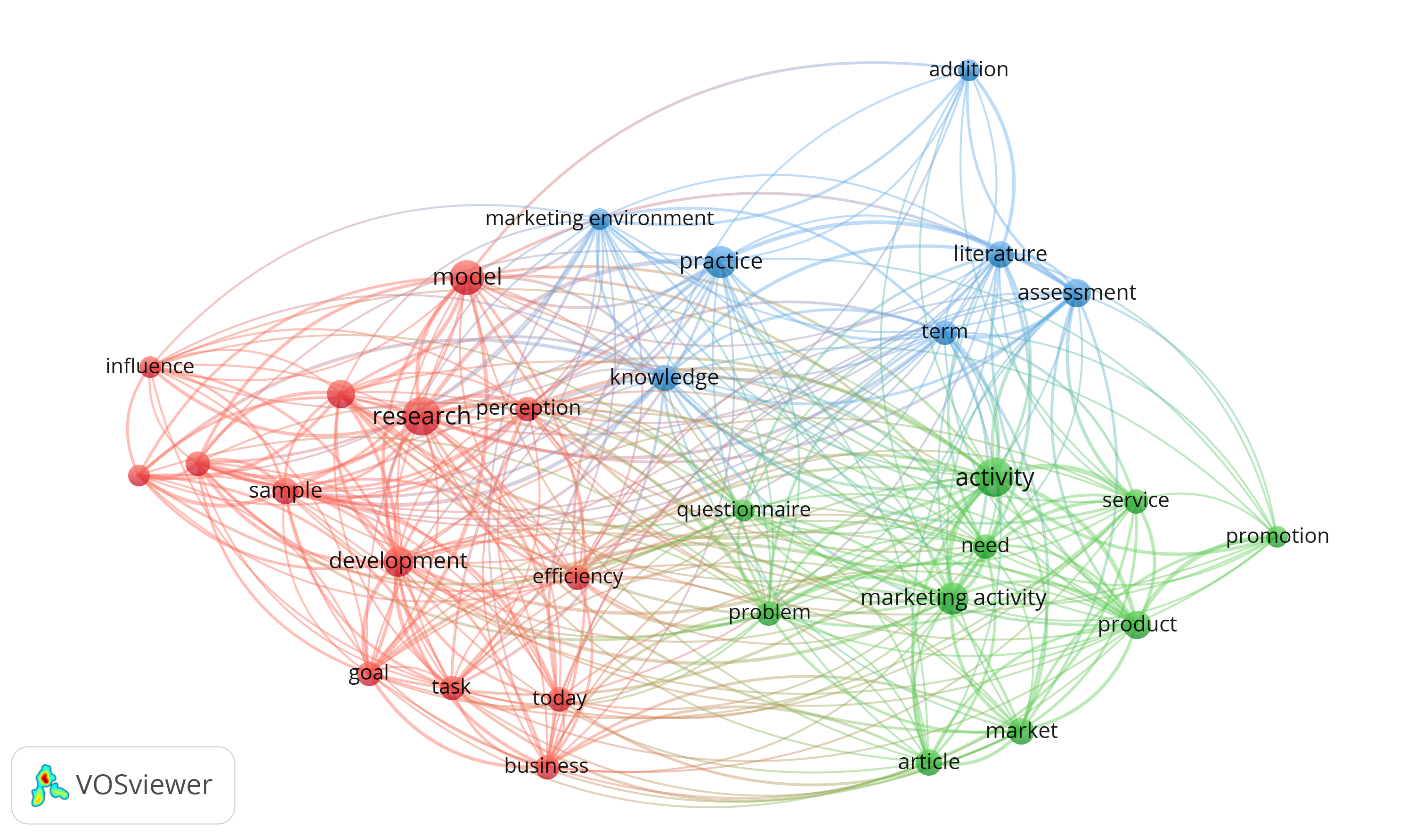 addition
marketing environment
practice
literature
model
assessment
term
influence
knowledge
research
perception
activity
sample
service
questionnaire
promotion
need
development
efficiency
marketing activity
problem
product
goal
task
today
market
article
business
VOSviewer